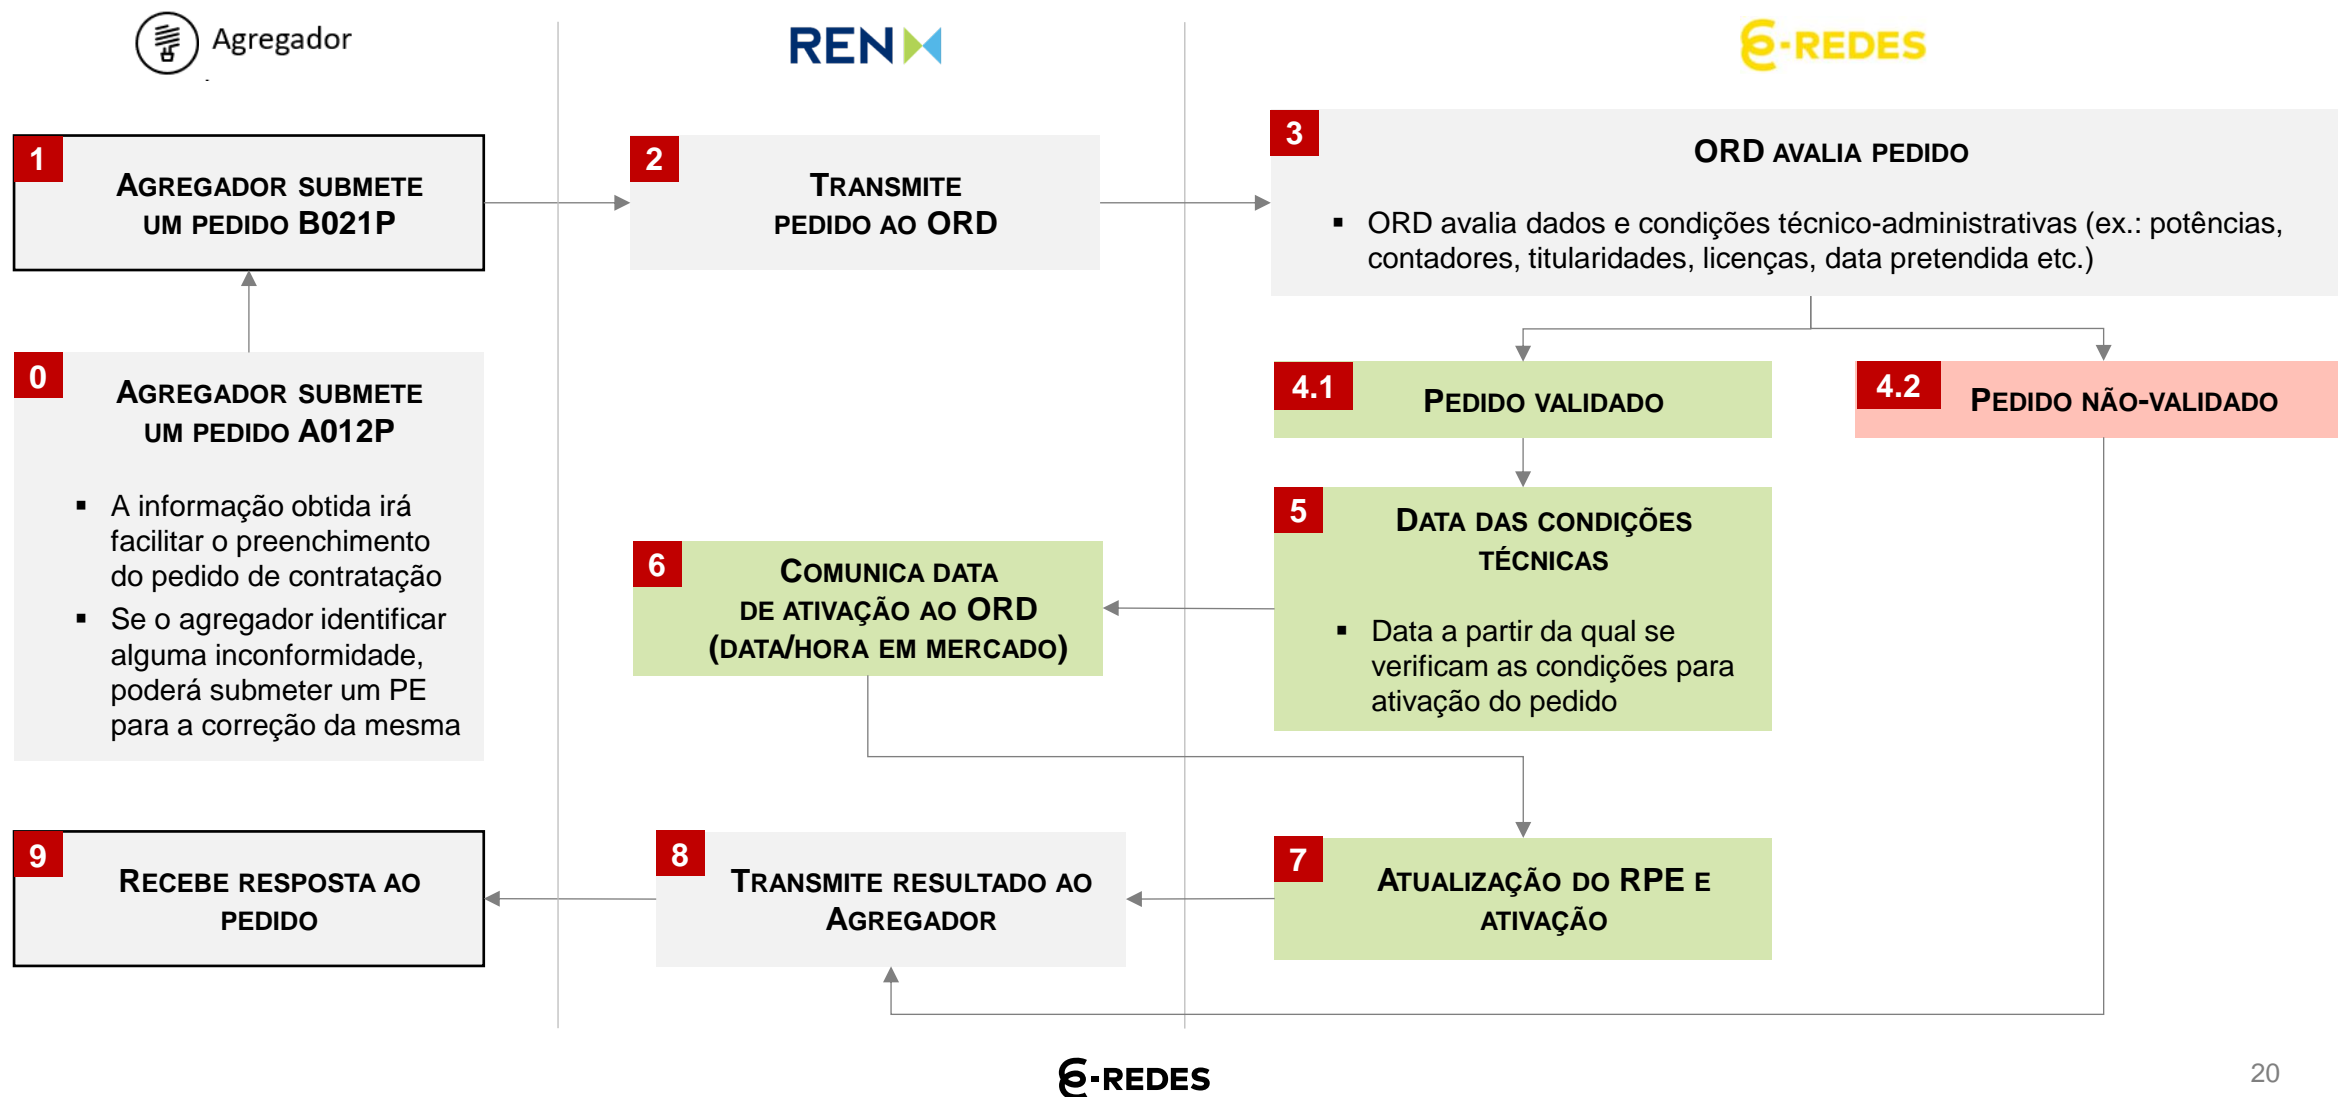 Agregador
REN
E-REDES
1
AGREGADOR SUBMETE
UM PEDIDO B021P
2
TRANSMITE
PEDIDO AO ORD
3
ORD AVALIA PEDIDO
▪ ORD avalia dados e condições técnico-administrativas (ex.: potências,
contadores, titularidades, licenças, data pretendida etc.)
0
AGREGADOR SUBMETE
UM PEDIDO A012P
▪ A informação obtida irá
facilitar o preenchimento
do pedido de contratação
▪ Se o agregador identificar
alguma inconformidade,
poderá submeter um PE
para a correção da mesma
4.1
PEDIDO VALIDADO
4.2
PEDIDO NÃO-VALIDADO
5
DATA DAS CONDIÇÕES
TÉCNICAS
▪ Data a partir da qual se
verificam as condições para
ativação do pedido
6
COMUNICA DATA
DE ATIVAÇÃO AO ORD
(DATA/HORA EM MERCADO)
7
ATUALIZAÇÃO DO RPE E
ATIVAÇÃO
8
TRANSMITE RESULTADO AO
AGREGADOR
9
RECEBE RESPOSTA AO
PEDIDO
E-REDES
20